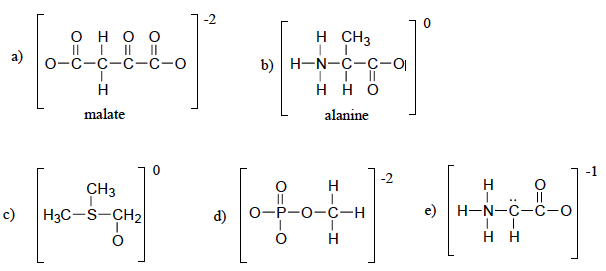 -2
O H O O
a) O-C-C-C-C-O
H
malate
0
H CH3
b) H-N-C-C-O
H H O
alanine
0
CH3
c) H3C-S-CH2
O
-2
O H
d) O-P-O-C-H
O H
-1
H O
e) H-N-C-C-O
H H